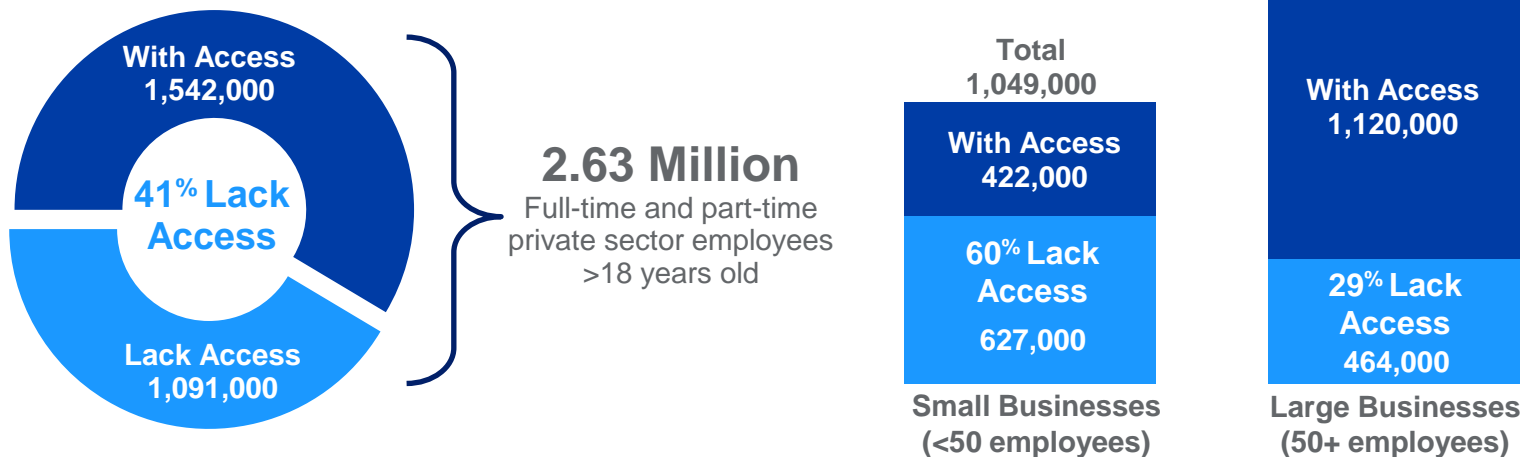 With Access
1,542,000
41% Lack
Access
Lack Access
1,091,000
2.63 Million
Full-time and part-time
private sector employees
>18 years old
Total
1,049,000
With Access
422,000
60% Lack
Access
627,000
Small Businesses
(<50 employees)
With Access
1,120,000
29% Lack
Access
464,000
Large Businesses
(50+ employees)